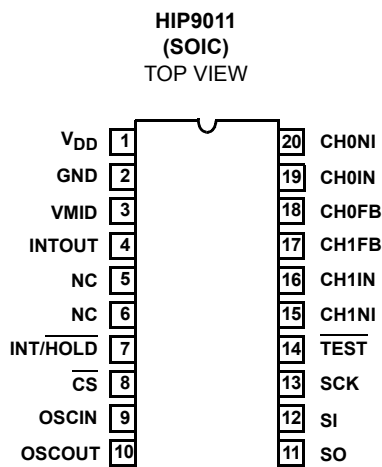 HIP9011
(SOIC)
TOP VIEW
VDD 1 20 CH0NI
GND 2 19 CH0IN
VMID 3 18 CH0FB
INTOUT 4 17 CH1FB
NC 5 16 CH1IN
NC 6 15 CH1NI
INT/HOLD 7 14 TEST
CS 8 13 SCK
OSCIN 9 12 SI
OSCOUT 10 11 SO